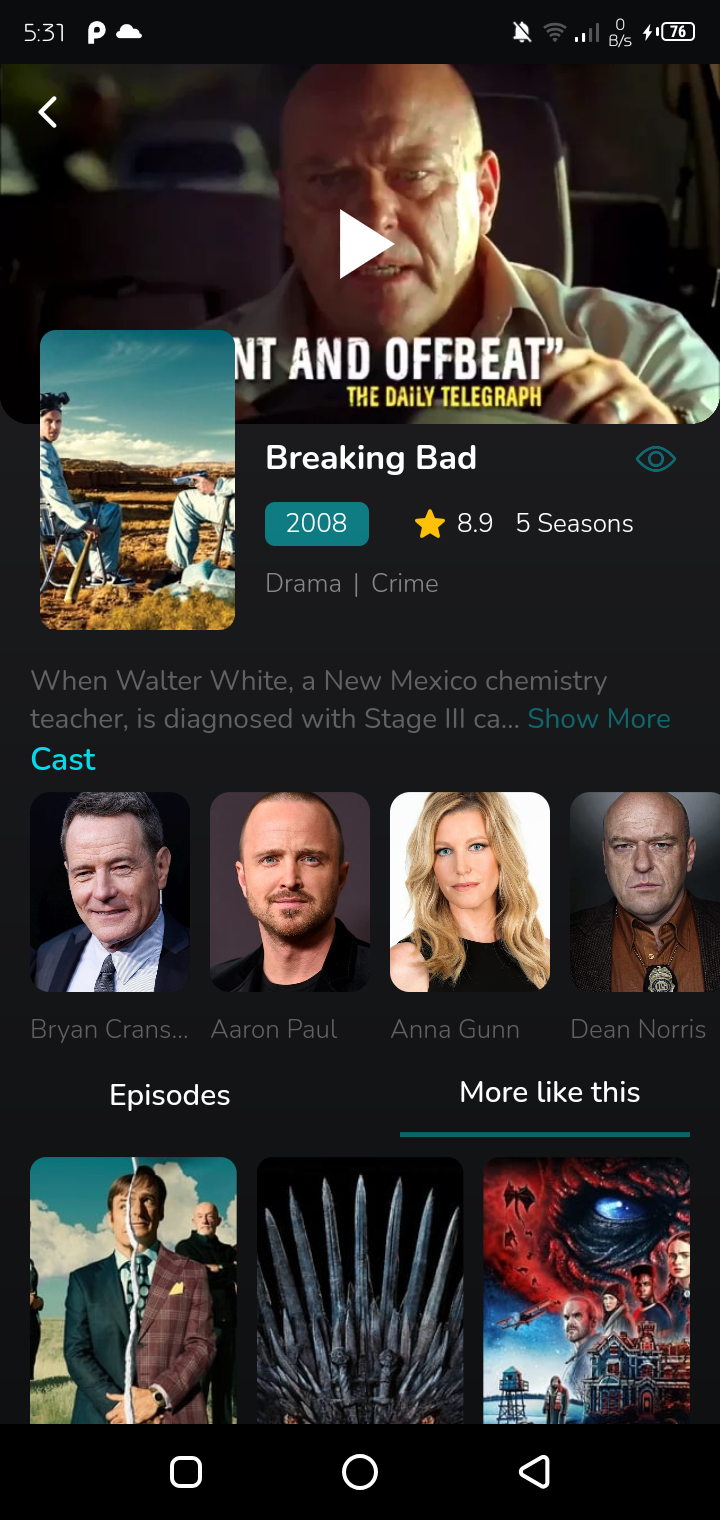 5:31
0
B/s
76
NT AND OFFBEAT”
THE DAILY TELEGRAPH
Breaking Bad
2008
8.9
5 Seasons
Drama | Crime
When Walter White, a New Mexico chemistry
teacher, is diagnosed with Stage III ca... Show More
Cast
Bryan Crans...
Aaron Paul
Anna Gunn
Dean Norris
Episodes
More like this